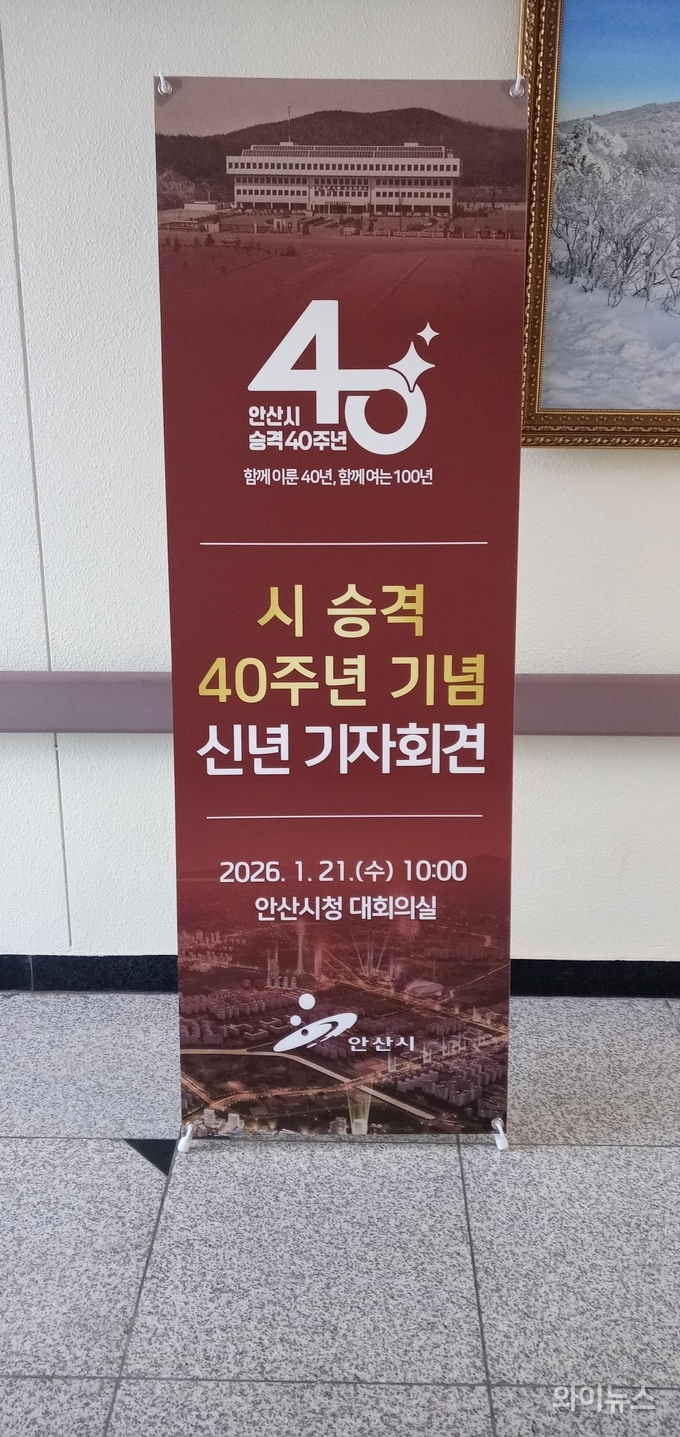 40
안산시
승격 40주년
함께 이룬 40년, 함께 여는 100년
시 승격
40주년 기념
신년 기자회견
2026. 1. 21.(수) 10:00
안산시청 대회의실
안산시
와이뉴스